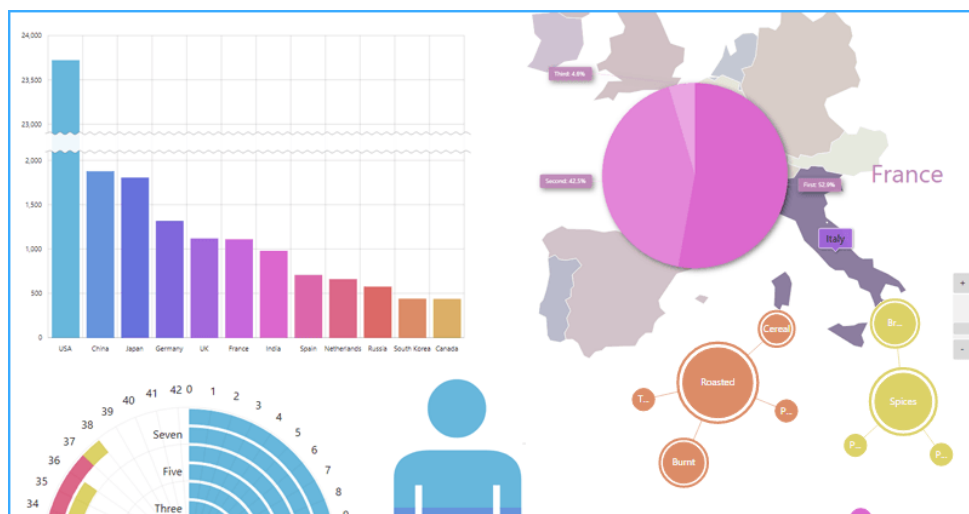 24,000
23,500
23,000
2,000
1,500
1,000
500
0
USA
China
Japan
Germany
UK
France
India
Spain
Netherlands
Russia
South Korea
Canada
Third: 4.8%
Second: 42.3%
First: 52.9%
France
Italy
+
-
Cereal
Roasted
T...
P...
Burnt
Br...
Spices
P...
P...
34
35
36
37
38
39
40
41
42
0
1
2
3
4
5
6
7
8
Seven
Five
Three